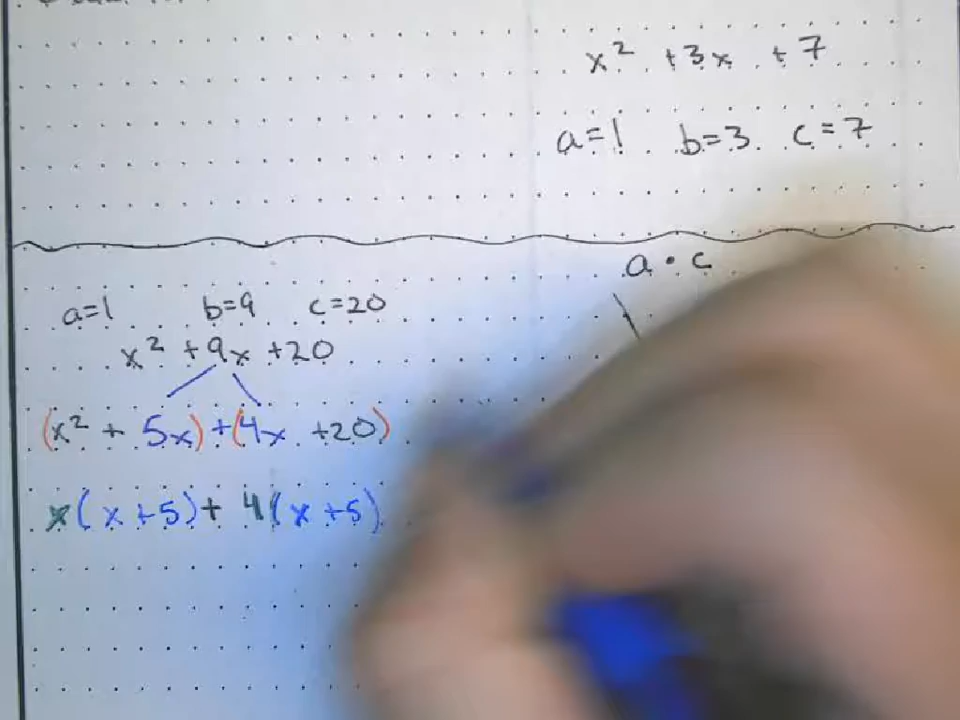 x² +3x +7
a=1 b=3 c=7
a • c
a=1 b=9 c=20
x² +9x +20
(x² + 5x) + (4x +20)
x(x+5) + 4(x+5)